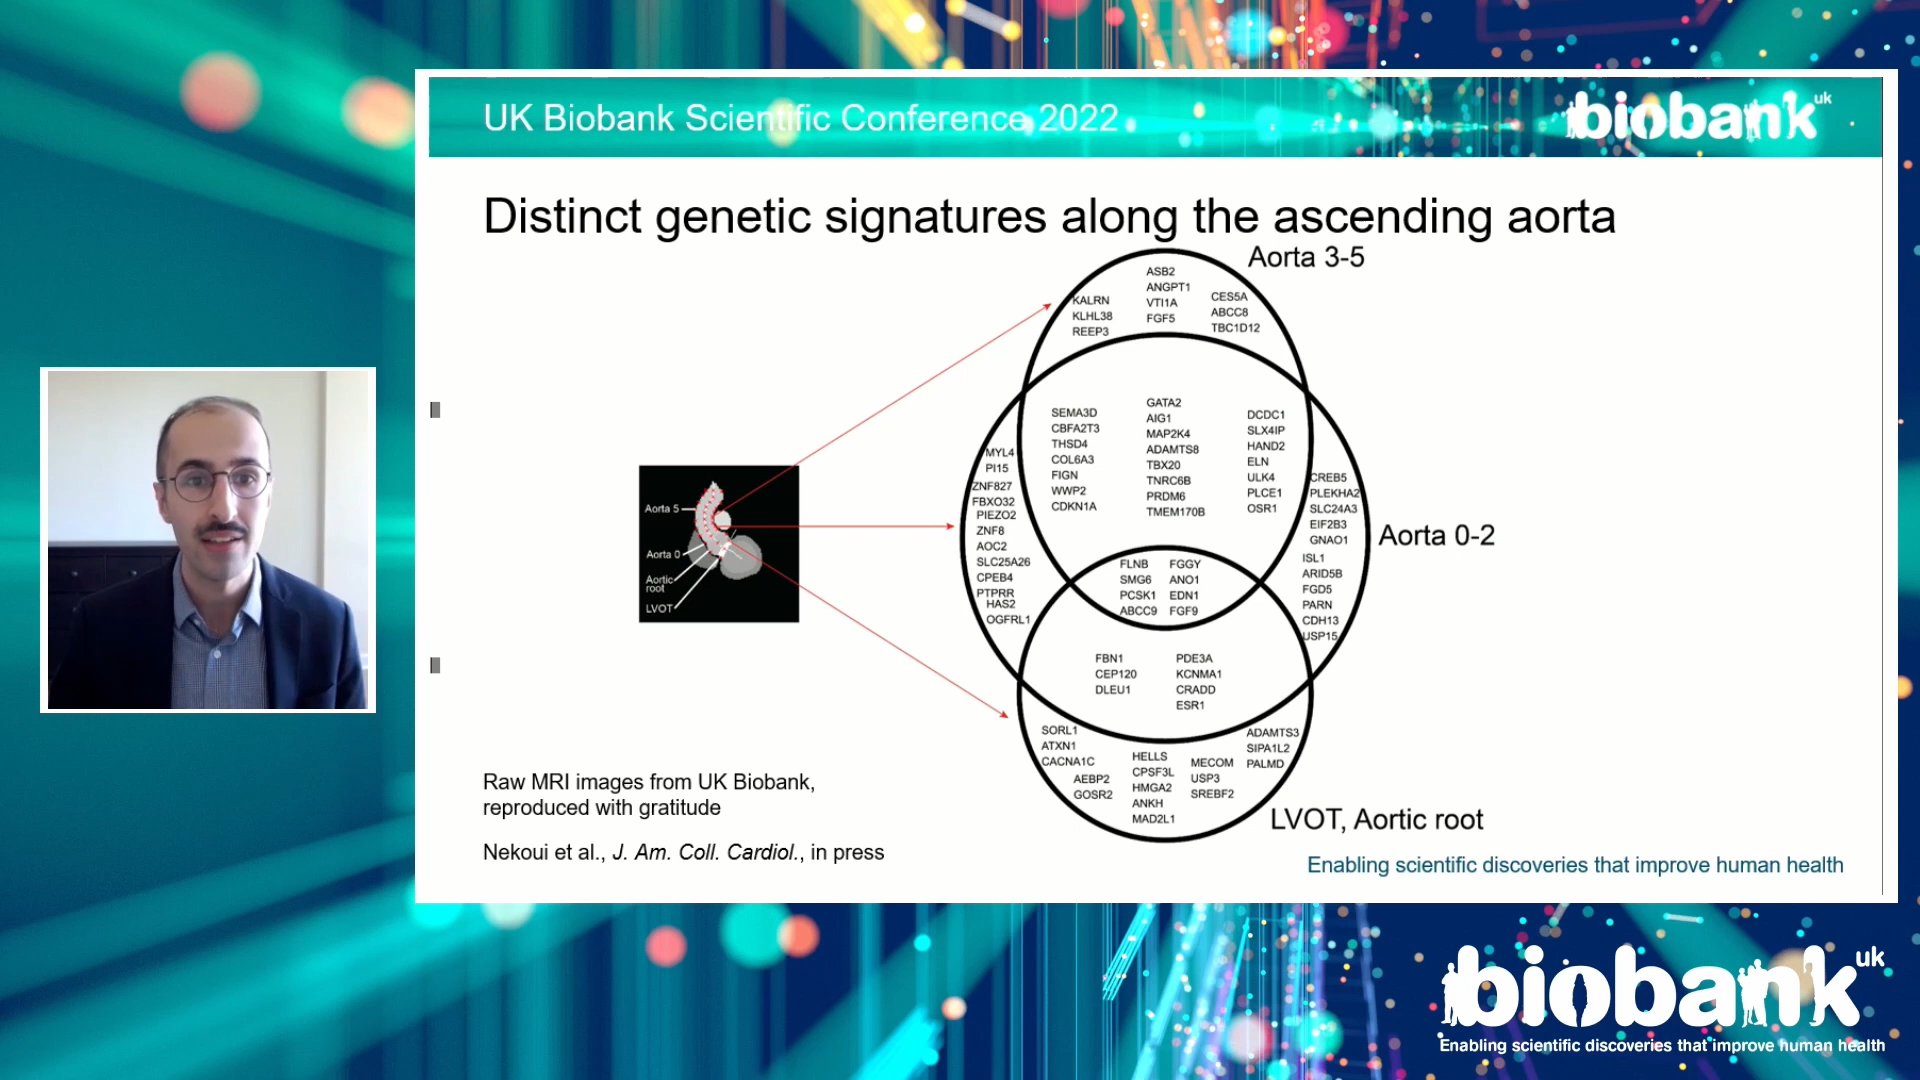 UK Biobank Scientific Conference 2022
biobank uk
Distinct genetic signatures along the ascending aorta
Aorta 3-5
KALRN
KLHL38
REEP3
ASB2
ANGPT1
VTI1A
FGF5
CES5A
ABCC8
TBC1D12
SEMA3D
CBFA2T3
THSD4
COL6A3
FIGN
WWP2
CDKN1A
GATA2
AIG1
MAP2K4
ADAMTS8
TBX20
TNRC6B
PRDM6
TMEM170B
DCDC1
SLX4IP
HAND2
ELN
ULK4
PLCE1
OSR1
MYL4
PI15
ZNF827
FBXO32
PIEZO2
ZNF8
AOC2
SLC25A26
CPEB4
PTPRR
HAS2
OGFRL1
CREB5
PLEKHA2
SLC24A3
EIF2B3
GNAO1
ISL1
ARID5B
FGD5
PARN
CDH13
USP15
Aorta 0-2
FLNB
SMG6
PCSK1
ABCC9
FGGY
ANO1
EDN1
FGF9
FBN1
CEP120
DLEU1
PDE3A
KCNMA1
CRADD
ESR1
SORL1
ATXN1
CACNA1C
AEBP2
GOSR2
HELLS
CPSF3L
HMGA2
ANKH
MAD2L1
MECOM
USP3
SREBF2
ADAMTS3
SIPA1L2
PALMD
LVOT, Aortic root
Aorta 5
Aorta 0
Aortic
root
LVOT
Raw MRI images from UK Biobank,
reproduced with gratitude
Nekoui et al., J. Am. Coll. Cardiol., in press
Enabling scientific discoveries that improve human health
biobank uk
Enabling scientific discoveries that improve human health